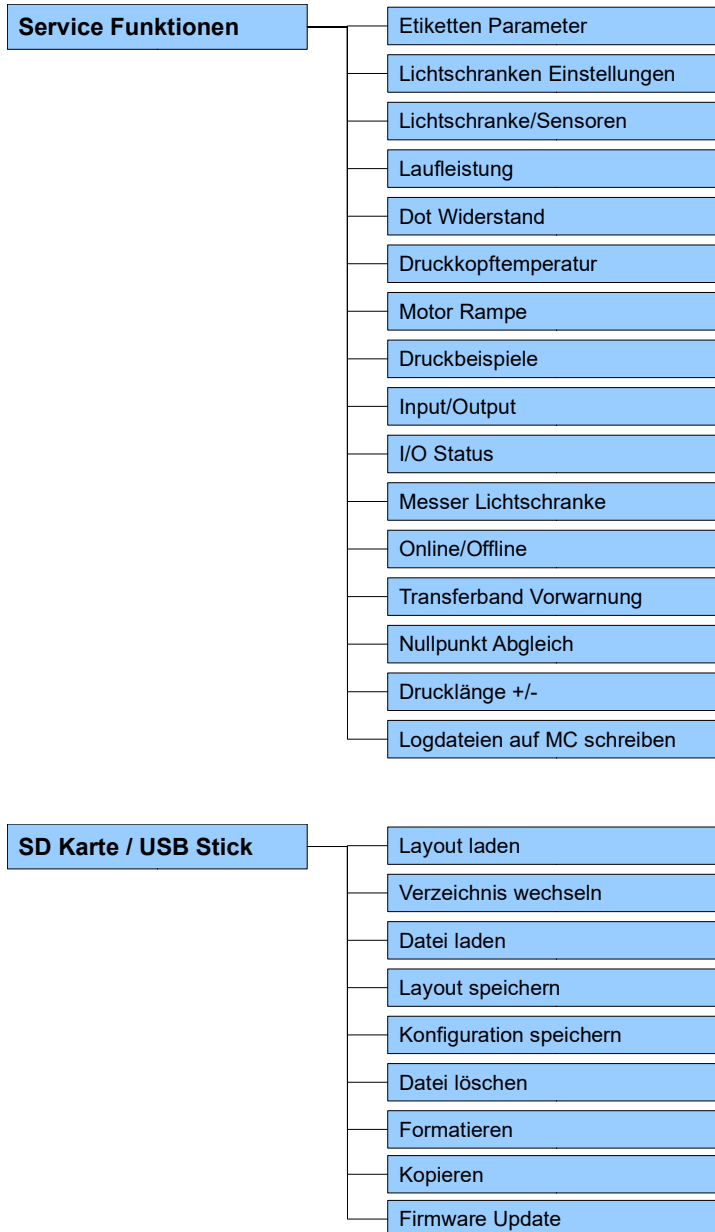 Service Funktionen
Etiketten Parameter
Lichtschranken Einstellungen
Lichtschranke/Sensoren
Laufleistung
Dot Widerstand
Druckkopftemperatur
Motor Rampe
Druckbeispiele
Input/Output
I/O Status
Messer Lichtschranke
Online/Offline
Transferband Vorwarnung
Nullpunkt Abgleich
Drucklänge +/-
Logdateien auf MC schreiben
SD Karte / USB Stick
Layout laden
Verzeichnis wechseln
Datei laden
Layout speichern
Konfiguration speichern
Datei löschen
Formatieren
Kopieren
Firmware Update